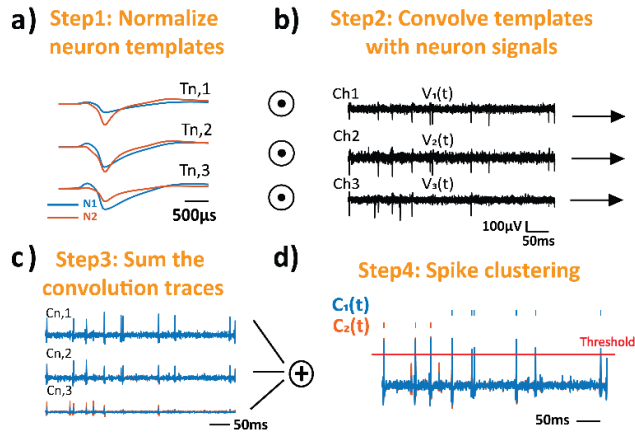 a)
Step1: Normalize
neuron templates
Tn,1
Tn,2
Tn,3
N1
N2
500µs
b)
Step2: Convolve templates
with neuron signals
Ch1
V₁(t)
Ch2
V₂(t)
Ch3
V₃(t)
100µV
50ms
c)
Step3: Sum the
convolution traces
Cn,1
Cn,2
Cn,3
50ms
d)
Step4: Spike clustering
C₁(t)
C₂(t)
Threshold
50ms